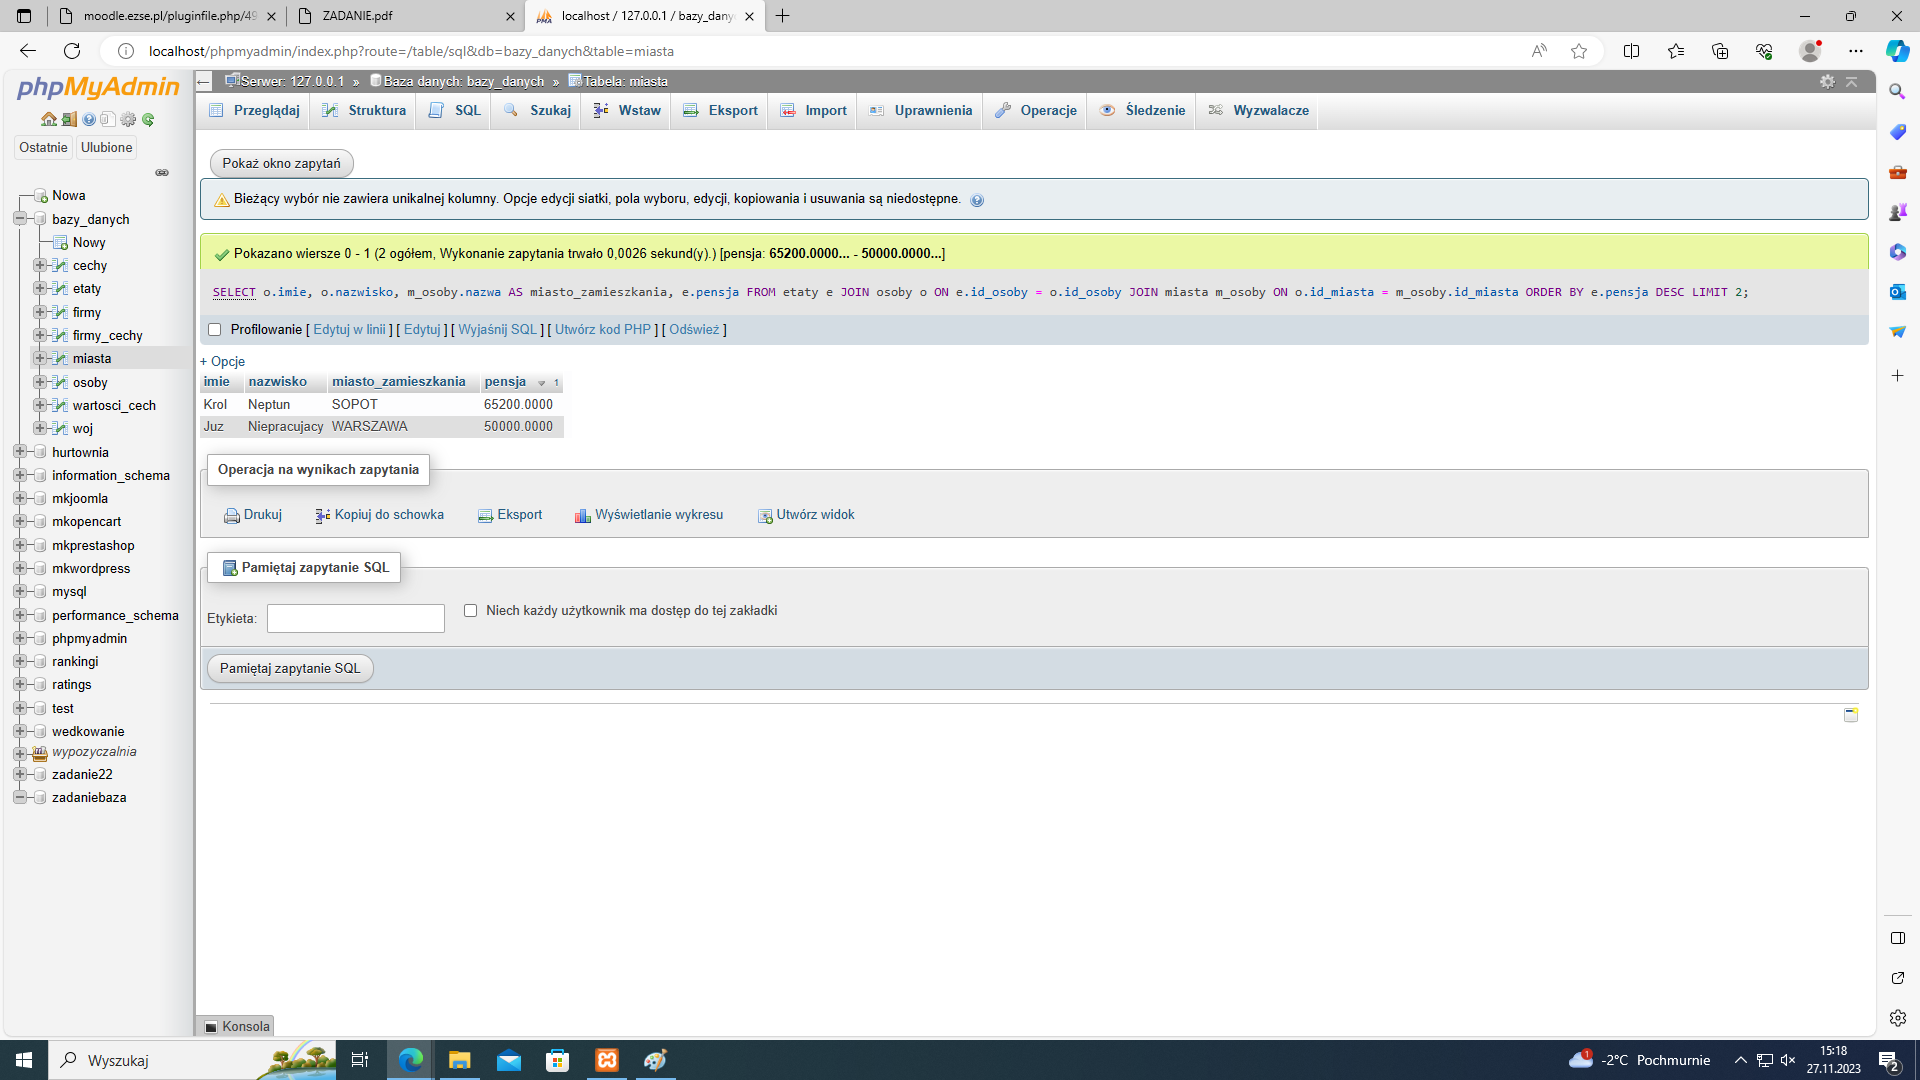 moodle.ezse.pl/pluginfile.php/49
ZADANIE.pdf
localhost / 127.0.0.1 / bazy_dany
localhost/phpmyadmin/index.php?route=/table/sql&db=bazy_danych&table=miasta
phpMyAdmin
Ostatnie
Ulubione
Nowa
bazy_danych
Nowy
cechy
etaty
firmy
firmy_cechy
miasta
osoby
wartosci_cech
woj
hurtownia
information_schema
mkjoomla
mkopencart
mkprestashop
mkwordpress
mysql
performance_schema
phpmyadmin
rankingi
ratings
test
wedkowanie
wypozyczalnia
zadanie22
zadaniebaza
Serwer: 127.0.0.1 » Baza danych: bazy_danych » Tabela: miasta
Przeglądaj Struktura SQL Szukaj Wstaw Eksport Import Uprawnienia Operacje Śledzenie Wyzwalacze
Pokaż okno zapytań
Bieżący wybór nie zawiera unikalnej kolumny. Opcje edycji siatki, pola wyboru, edycji, kopiowania i usuwania są niedostępne.
Pokazano wiersze 0 - 1 (2 ogółem, Wykonanie zapytania trwało 0,0026 sekund(y).) [pensja: 65200.0000... - 50000.0000...]
SELECT o.imie, o.nazwisko, m_osoby.nazwa AS miasto_zamieszkania, e.pensja FROM etaty e JOIN osoby o ON e.id_osoby = o.id_osoby JOIN miasta m_osoby ON o.id_miasta = m_osoby.id_miasta ORDER BY e.pensja DESC LIMIT 2;
Profilowanie [ Edytuj w linii ] [ Edytuj ] [ Wyjaśnij SQL ] [ Utwórz kod PHP ] [ Odśwież ]
+ Opcje
imie nazwisko miasto_zamieszkania pensja 1
Krol Neptun SOPOT 65200.0000
Juz Niepracujacy WARSZAWA 50000.0000
Operacja na wynikach zapytania
Drukuj Kopiuj do schowka Eksport Wyświetlanie wykresu Utwórz widok
Pamiętaj zapytanie SQL
Etykieta: Niech każdy użytkownik ma dostęp do tej zakładki
Pamiętaj zapytanie SQL
Konsola
Wyszukaj
1 -2°C Pochmurnie
15:18
27.11.2023
2